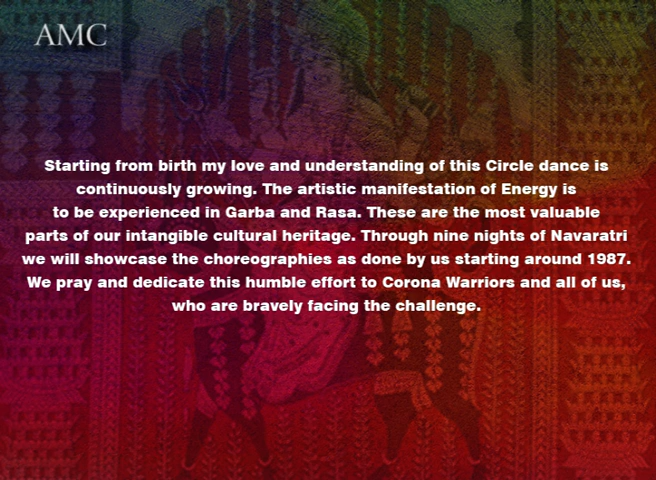 AMC
Starting from birth my love and understanding of this Circle dance is
continuously growing. The artistic manifestation of Energy is
to be experienced in Garba and Rasa. These are the most valuable
parts of our intangible cultural heritage. Through nine nights of Navaratri
we will showcase the choreographies as done by us starting around 1987.
We pray and dedicate this humble effort to Corona Warriors and all of us,
who are bravely facing the challenge.